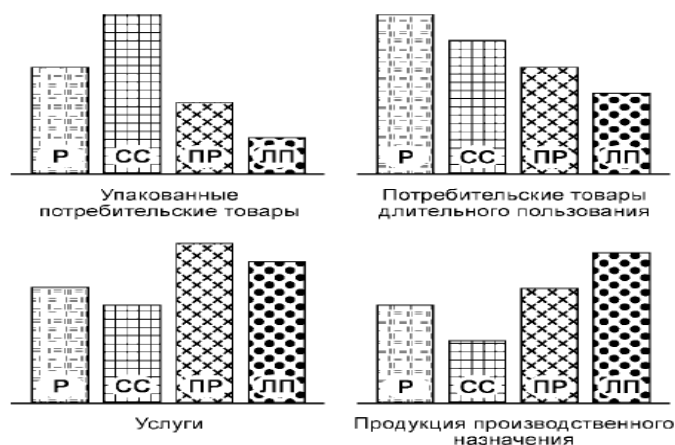 Р СС ПР ЛП
Упакованные
потребительские товары
Р СС ПР ЛП
Потребительские товары
длительного пользования
Р СС ПР ЛП
Услуги
Р СС ПР ЛП
Продукция производственного
назначения